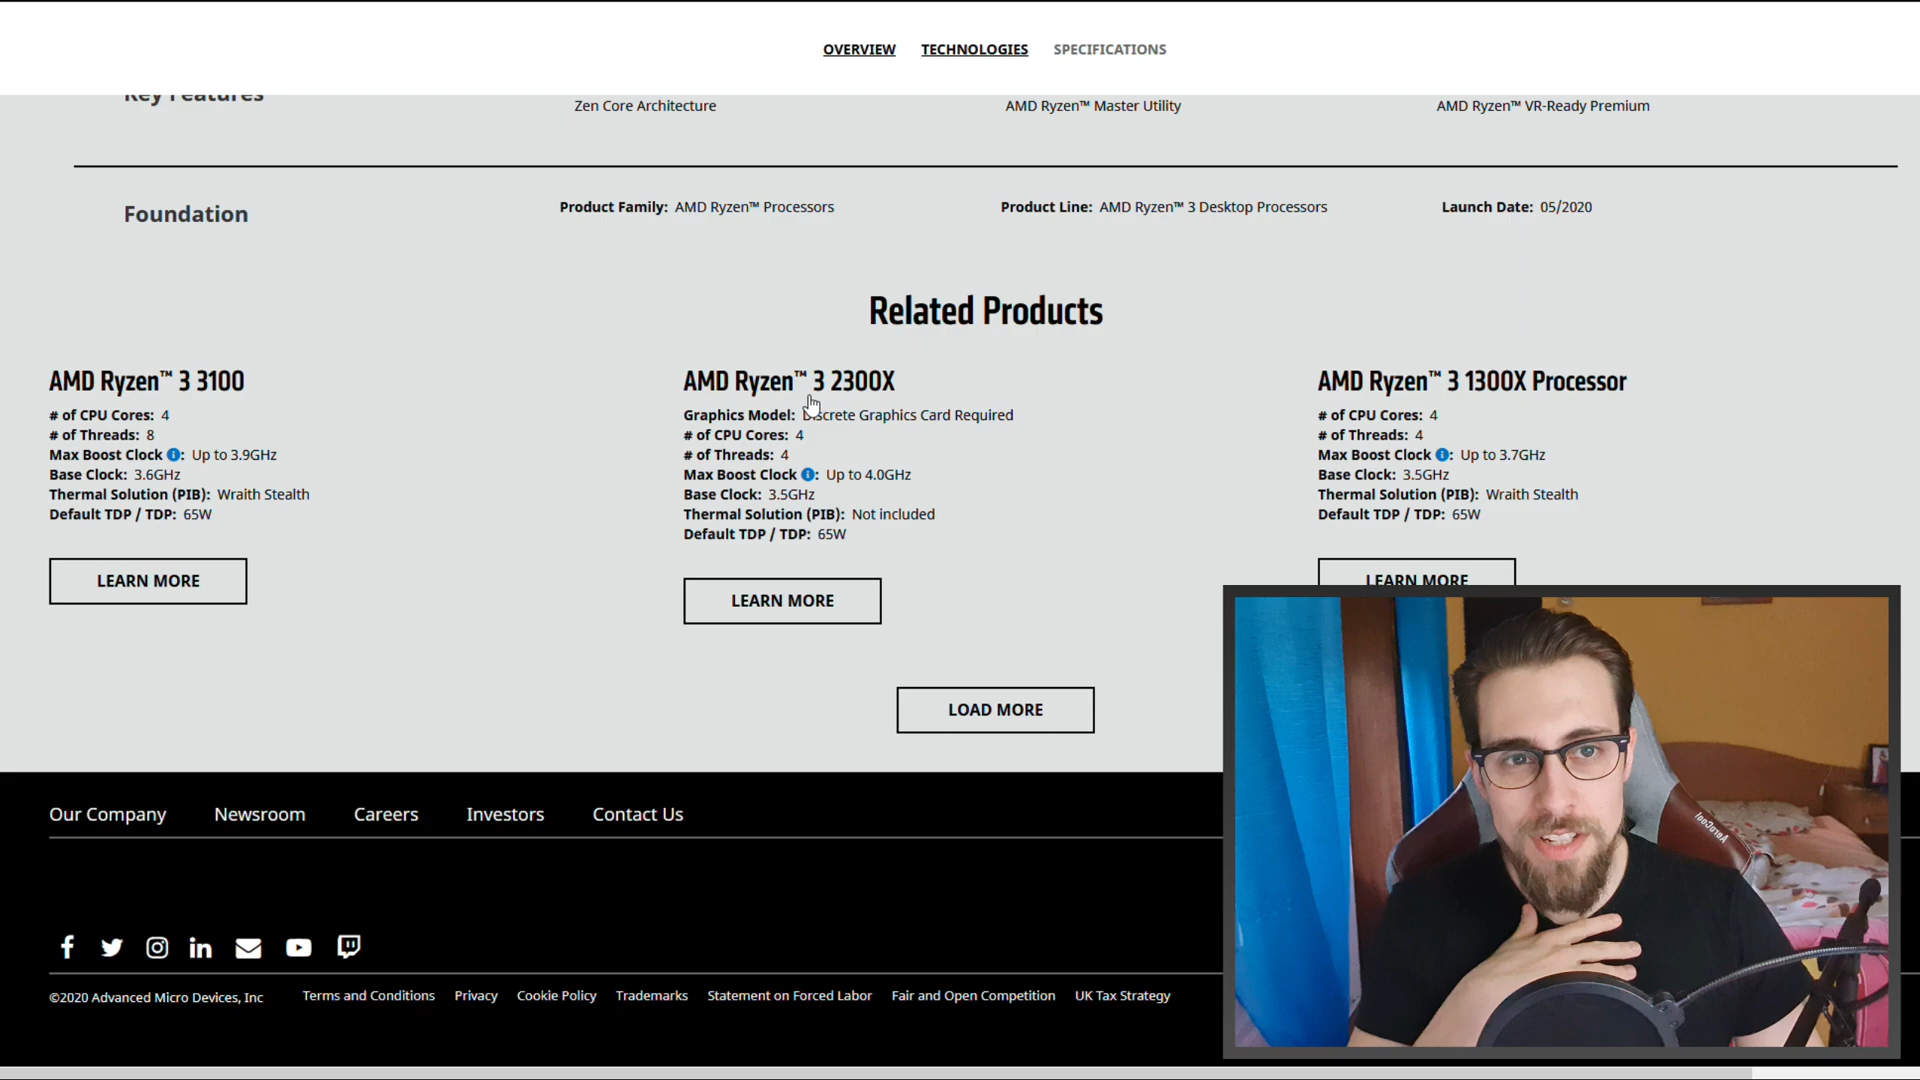 OVERVIEW TECHNOLOGIES SPECIFICATIONS
Key Features
Zen Core Architecture AMD Ryzen™ Master Utility AMD Ryzen™ VR-Ready Premium
Foundation
Product Family: AMD Ryzen™ Processors Product Line: AMD Ryzen™ 3 Desktop Processors Launch Date: 05/2020
Related Products
AMD Ryzen™ 3 3100
# of CPU Cores: 4
# of Threads: 8
Max Boost Clock i: Up to 3.9GHz
Base Clock: 3.6GHz
Thermal Solution (PIB): Wraith Stealth
Default TDP / TDP: 65W
LEARN MORE
AMD Ryzen™ 3 2300X
Graphics Model: Discrete Graphics Card Required
# of CPU Cores: 4
# of Threads: 4
Max Boost Clock i: Up to 4.0GHz
Base Clock: 3.5GHz
Thermal Solution (PIB): Not included
Default TDP / TDP: 65W
LEARN MORE
AMD Ryzen™ 3 1300X Processor
# of CPU Cores: 4
# of Threads: 4
Max Boost Clock i: Up to 3.7GHz
Base Clock: 3.5GHz
Thermal Solution (PIB): Wraith Stealth
Default TDP / TDP: 65W
LEARN MORE
LOAD MORE
Our Company Newsroom Careers Investors Contact Us
©2020 Advanced Micro Devices, Inc Terms and Conditions Privacy Cookie Policy Trademarks Statement on Forced Labor Fair and Open Competition UK Tax Strategy
AeroCool